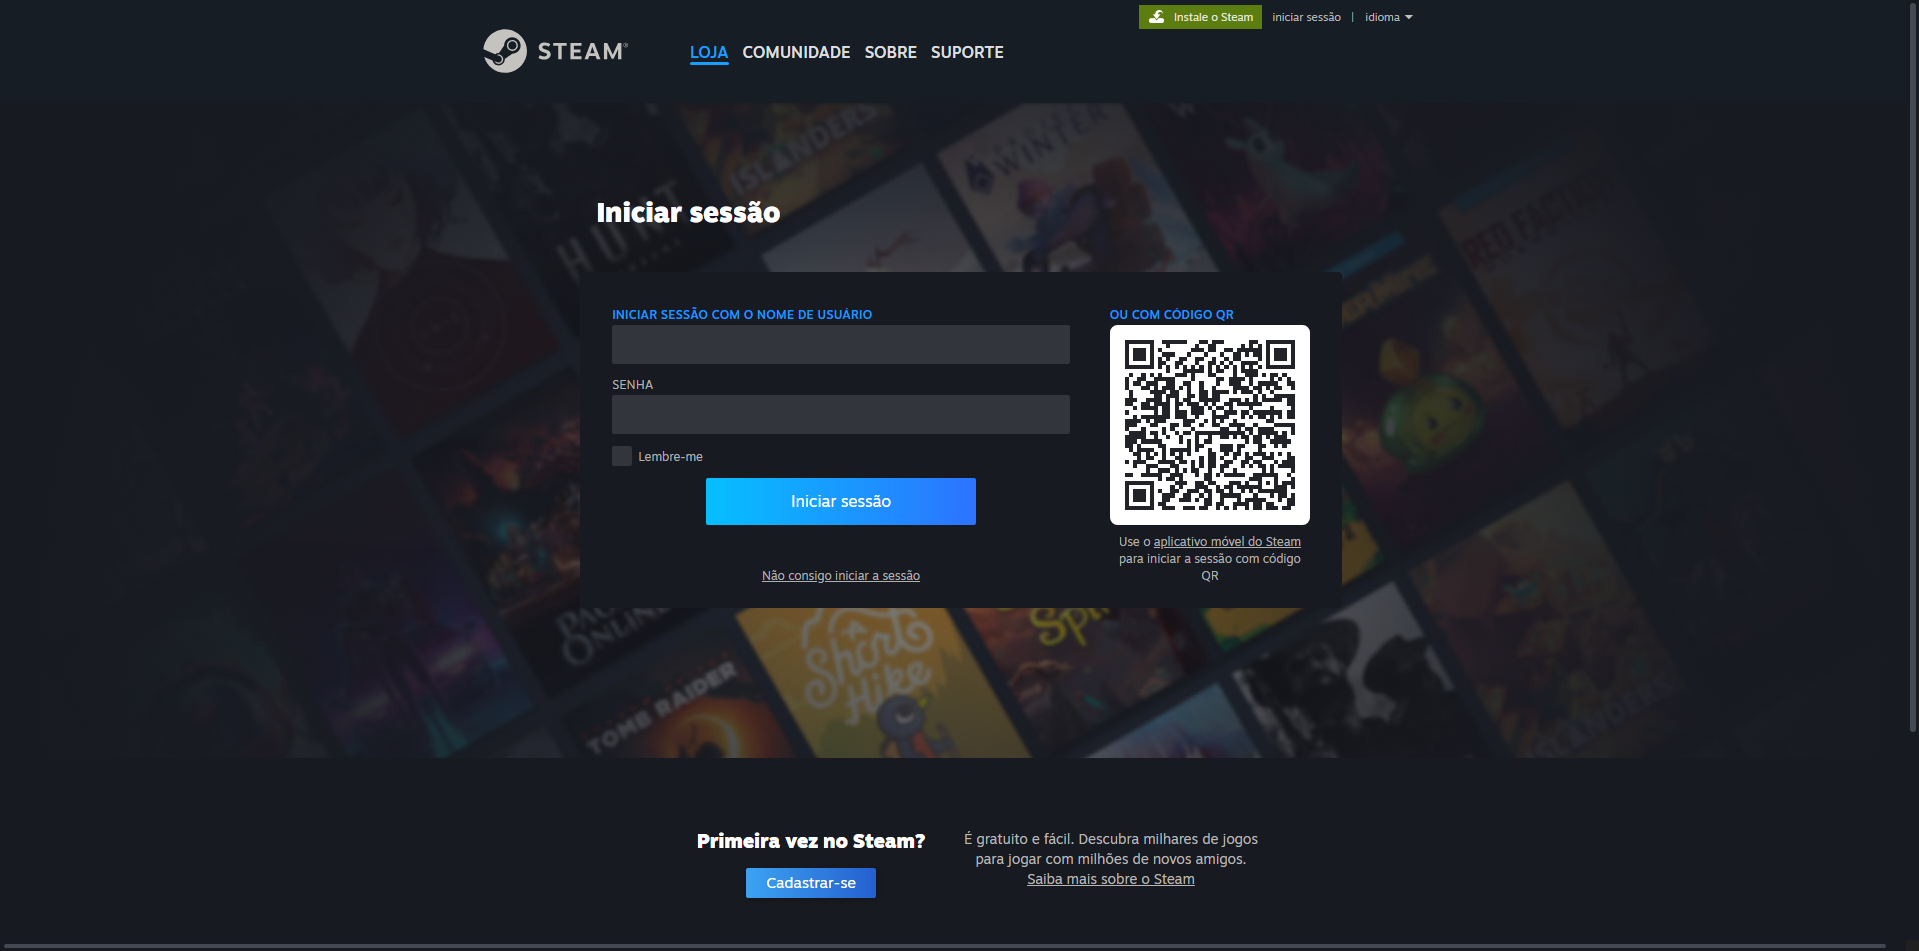 Instale o Steam
iniciar sessão | idioma
STEAM®
LOJA COMUNIDADE SOBRE SUPORTE
ISLANDERS
WINTER
HUNT
RED FACTION
Iniciar sessão
INICIAR SESSÃO COM O NOME DE USUÁRIO
OU COM CÓDIGO QR
SENHA
Lembre-me
Iniciar sessão
Use o aplicativo móvel do Steam
para iniciar a sessão com código
QR
Não consigo iniciar a sessão
ONLINE
A Short
Hike
TOMB RAIDER
ISLANDERS
Primeira vez no Steam?
Cadastrar-se
É gratuito e fácil. Descubra milhares de jogos
para jogar com milhões de novos amigos.
Saiba mais sobre o Steam